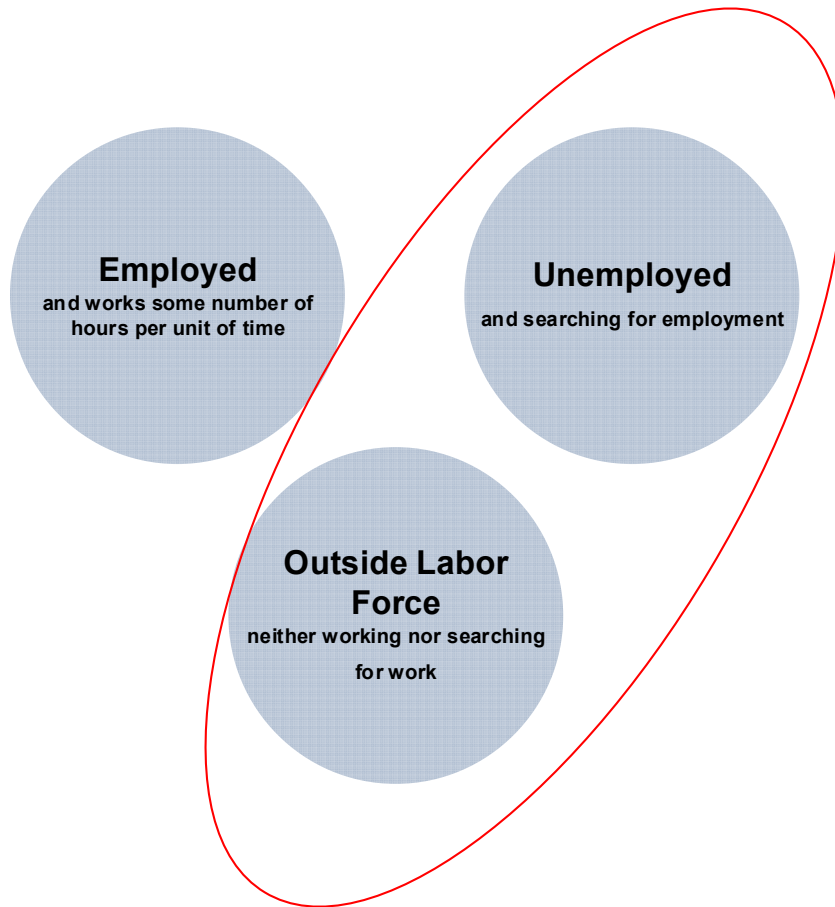 Employed
and works some number of
hours per unit of time
Unemployed
and searching for employment
Outside Labor
Force
neither working nor searching
for work